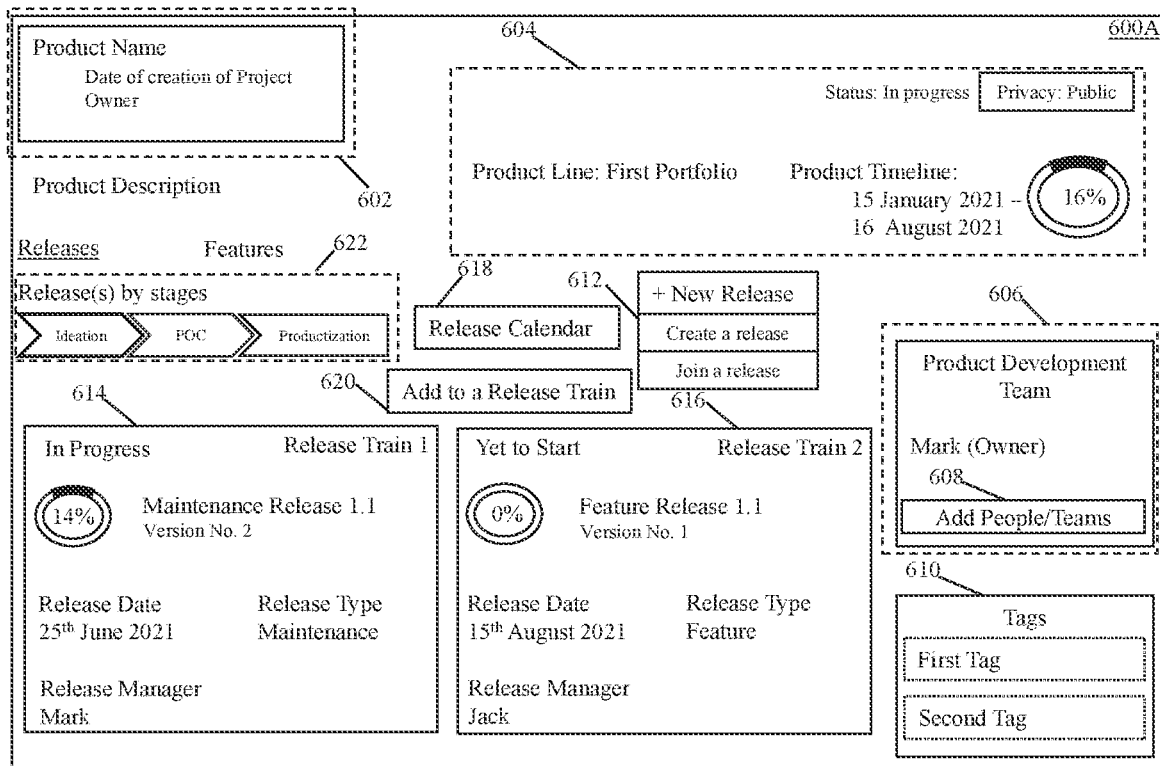 600A
Product Name
Date of creation of Project
Owner
602
Product Description
604
Status: In progress
Privacy: Public
Product Line: First Portfolio
Product Timeline:
15 January 2021 –
16 August 2021
16%
Releases
Features
622
Release(s) by stages
Ideation
POC
Productization
618
Release Calendar
612
+ New Release
Create a release
Join a release
620
Add to a Release Train
606
Product Development
Team
Mark (Owner)
608
Add People/Teams
614
In Progress
Release Train 1
14%
Maintenance Release 1.1
Version No. 2
Release Date
25th June 2021
Release Type
Maintenance
Release Manager
Mark
616
Yet to Start
Release Train 2
0%
Feature Release 1.1
Version No. 1
Release Date
15th August 2021
Release Type
Feature
Release Manager
Jack
610
Tags
First Tag
Second Tag